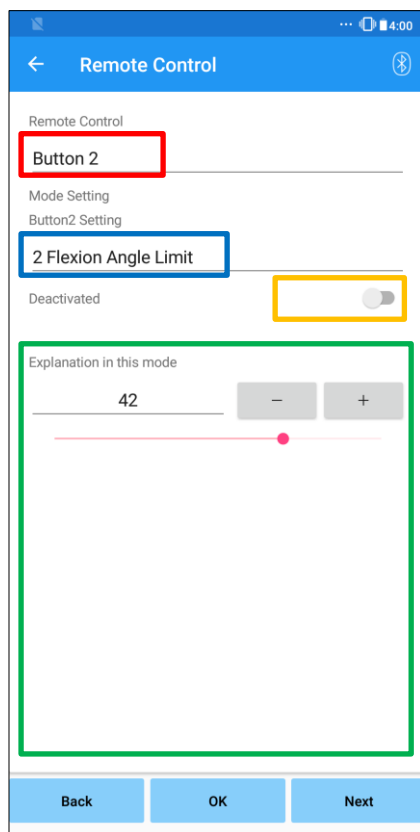 4:00
Remote Control
Remote Control
Button 2
Mode Setting
Button2 Setting
2 Flexion Angle Limit
Deactivated
Explanation in this mode
42 − +
Back OK Next